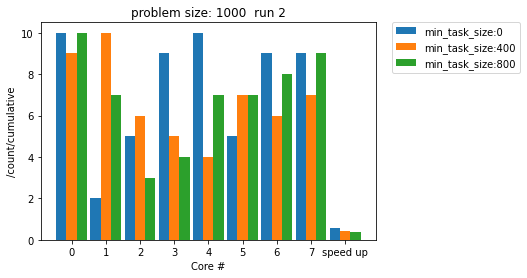 problem size: 1000  run 2
min_task_size:0
min_task_size:400
min_task_size:800
/count/cumulative
10
8
6
4
2
0
0 1 2 3 4 5 6 7 speed up
Core #